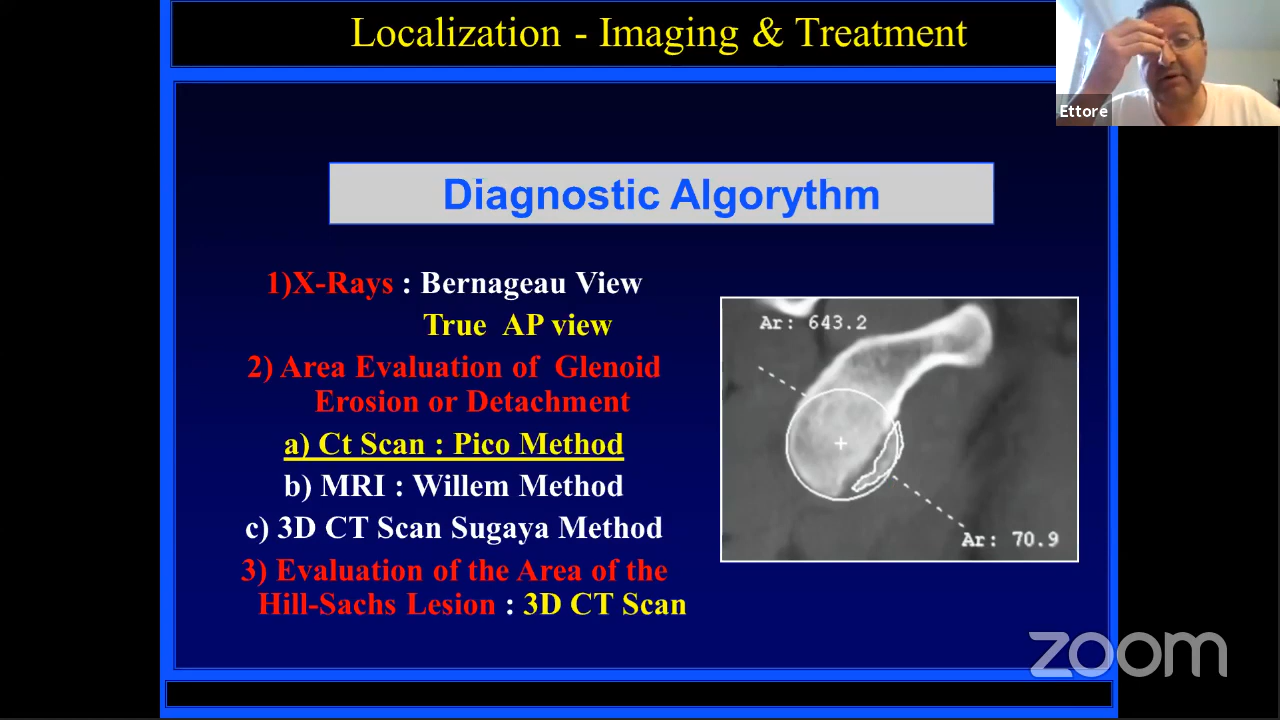 Localization - Imaging & Treatment
Ettore
Diagnostic Algorythm
1)X-Rays : Bernageau View
True AP view
2) Area Evaluation of Glenoid
Erosion or Detachment
a) Ct Scan : Pico Method
b) MRI : Willem Method
c) 3D CT Scan Sugaya Method
3) Evaluation of the Area of the
Hill-Sachs Lesion : 3D CT Scan
Ar: 643.2
Ar: 70.9
zoom